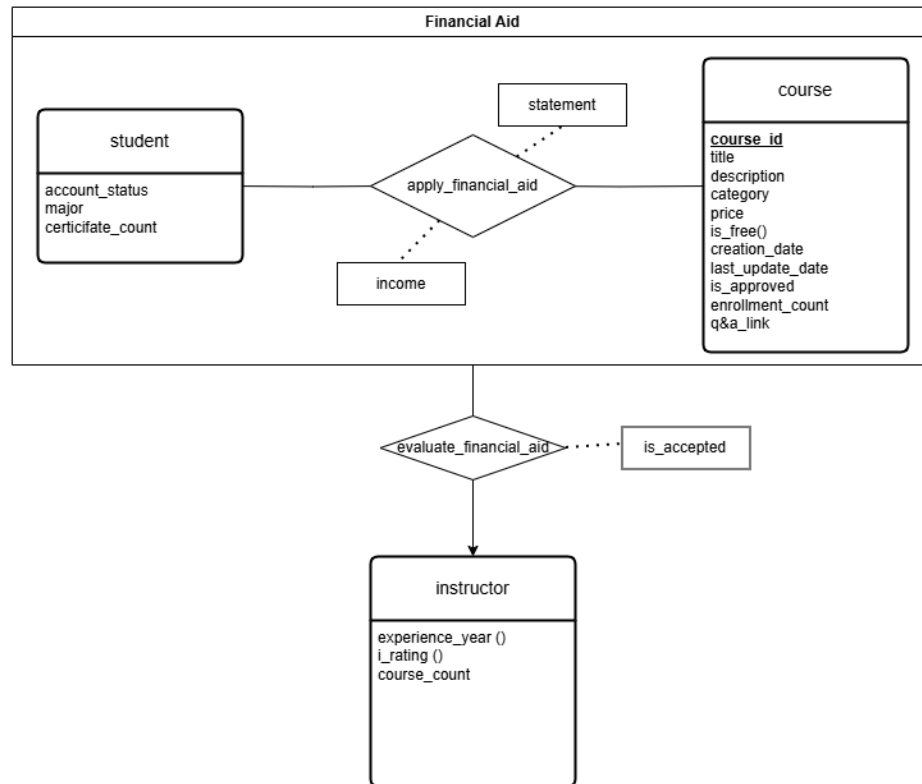 Financial Aid
statement
course
student
course_id
title
description
category
price
is_free()
creation_date
last_update_date
is_approved
enrollment_count
q&a_link
account_status
major
certicifate_count
apply_financial_aid
income
evaluate_financial_aid
is_accepted
instructor
experience_year ()
i_rating ()
course_count